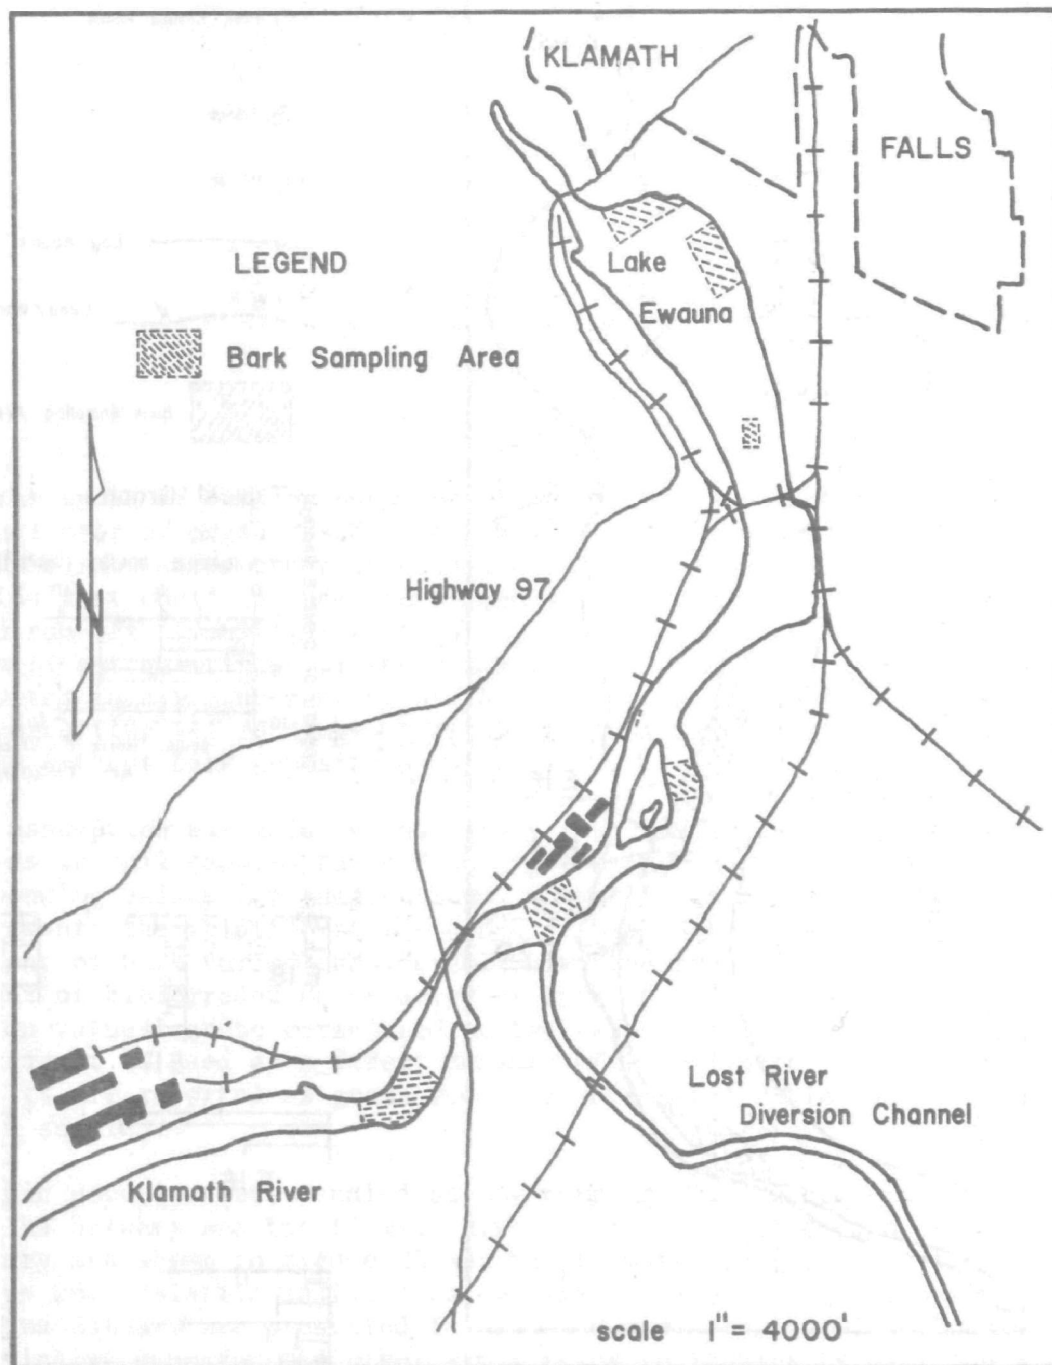 KLAMATH
FALLS
LEGEND
Bark Sampling Area
Lake
Ewauna
N
Highway 97
Lost River
Diversion Channel
Klamath River
scale 1" = 4000'